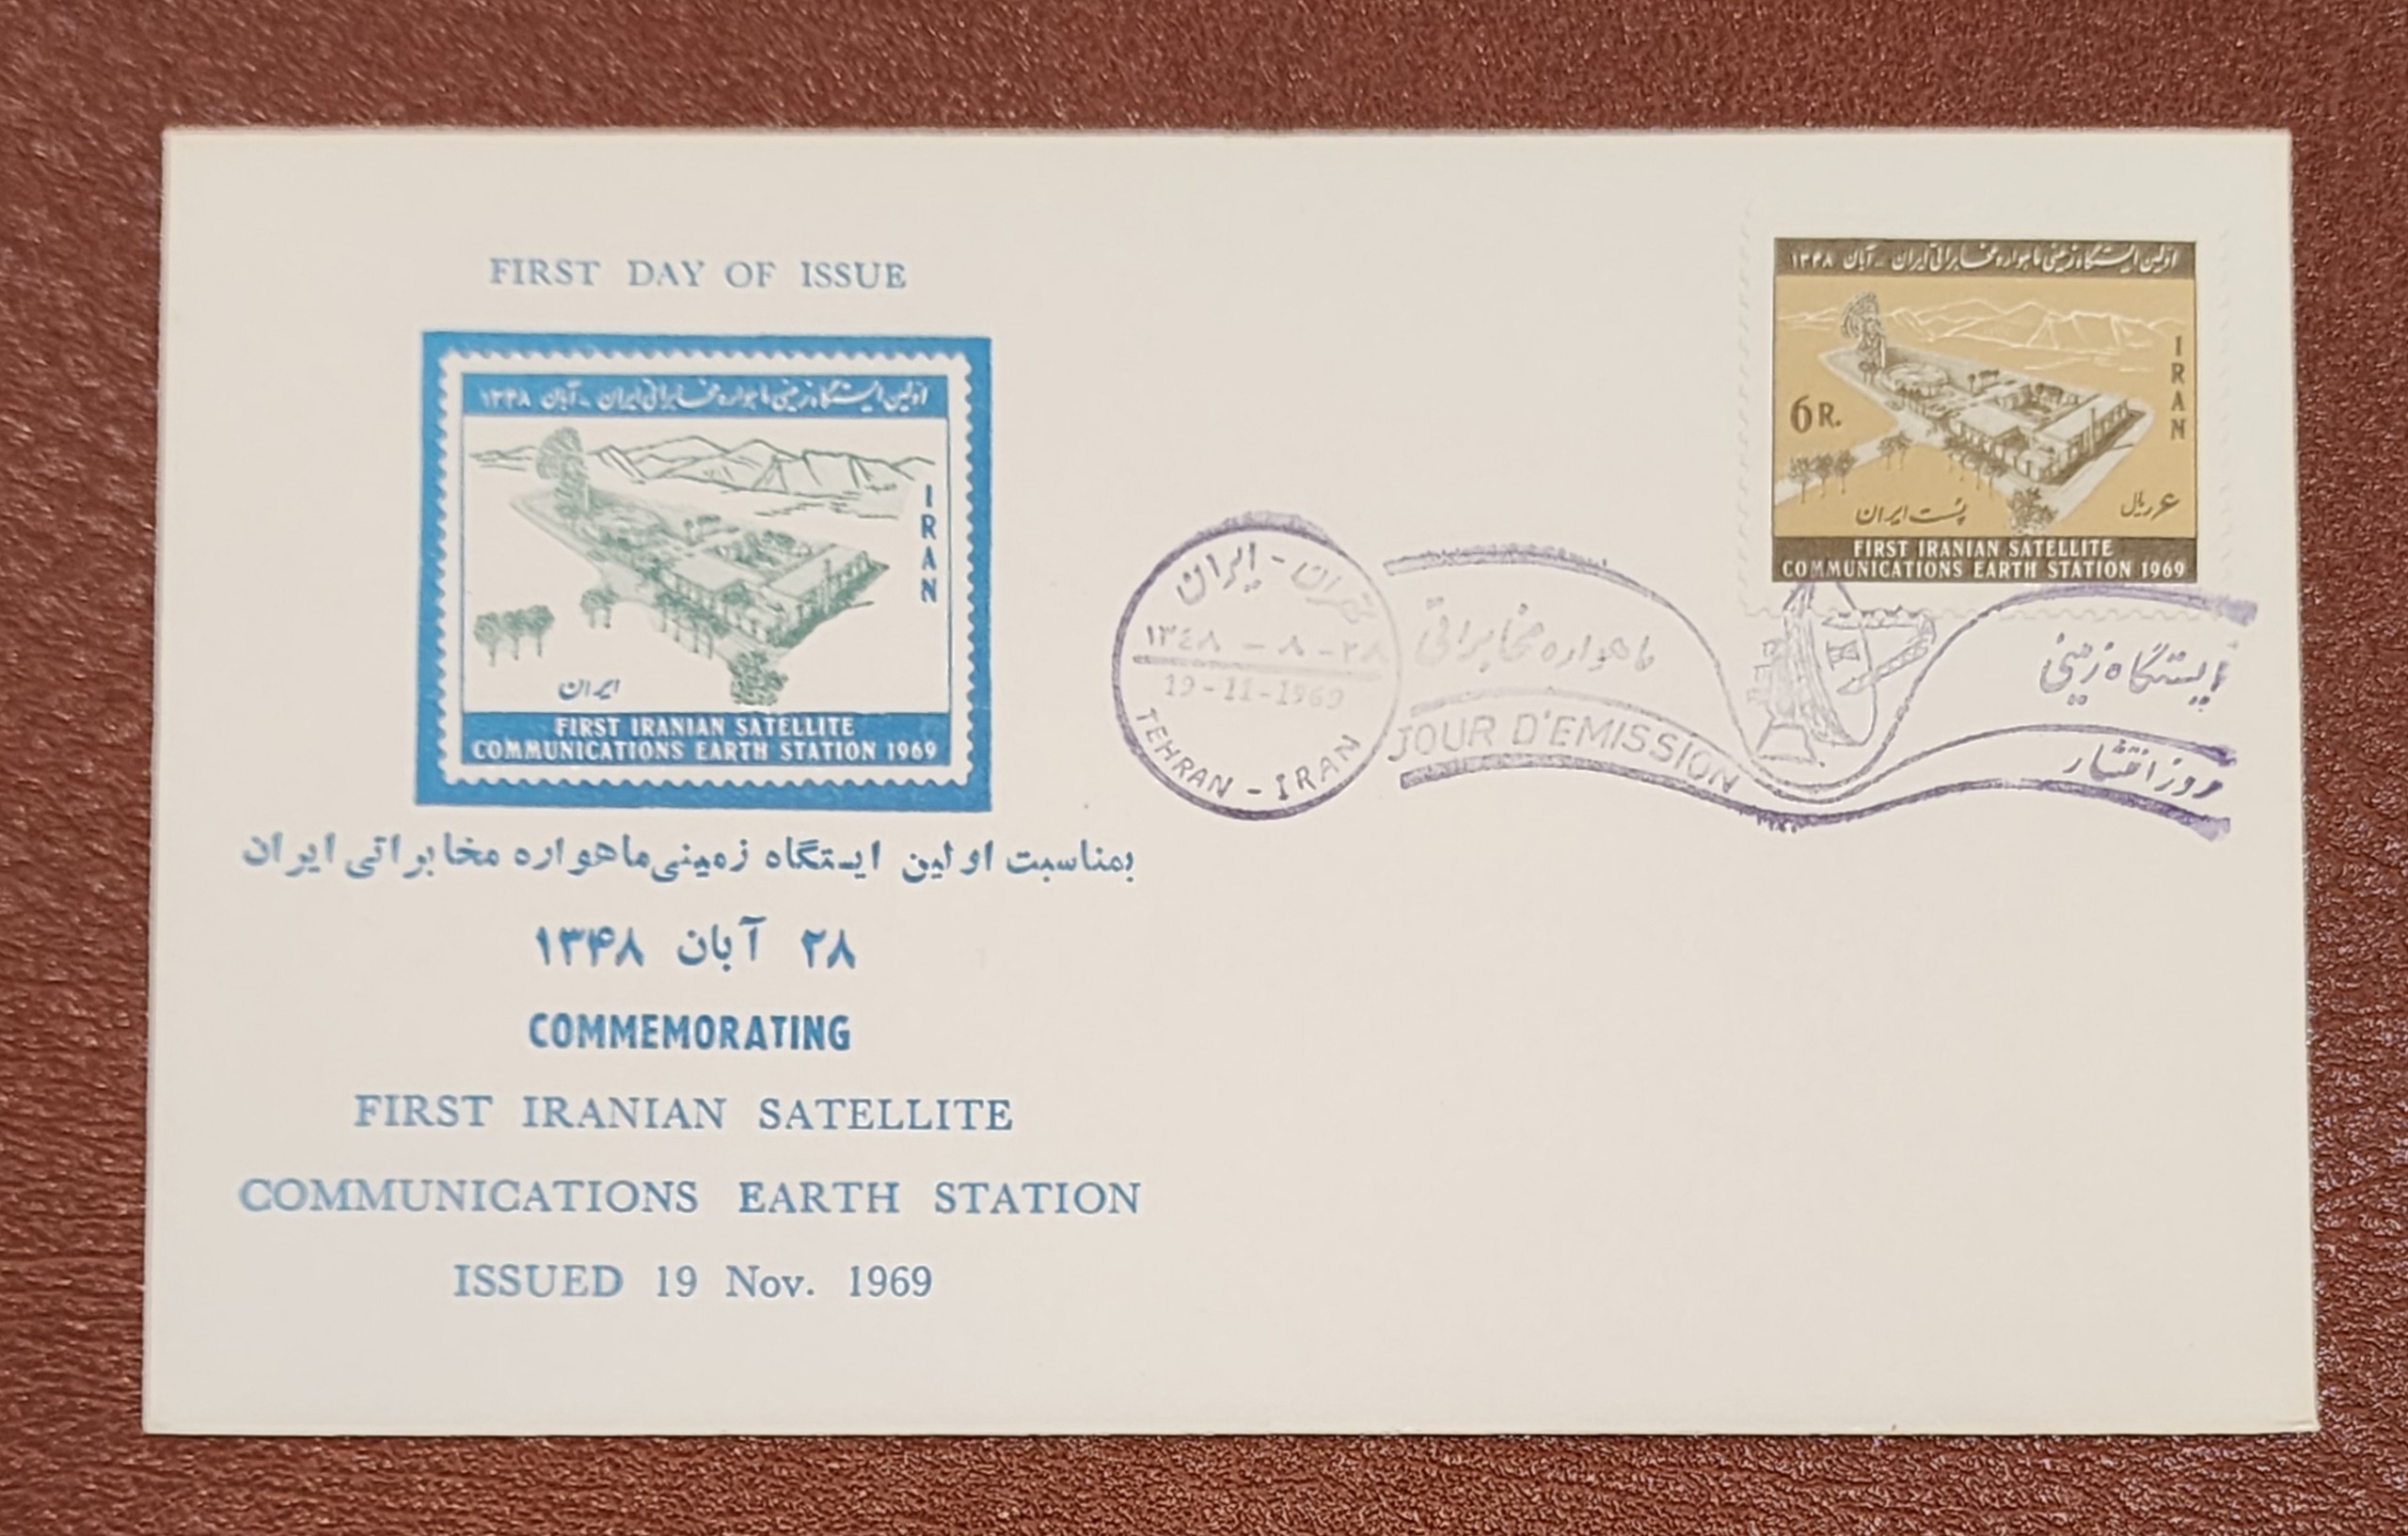 FIRST DAY OF ISSUE
اولین ایستگاه زمینی ماهواره مخابراتی ایران - آبان ۱۳۴۸
IRAN
ایران
FIRST IRANIAN SATELLITE
COMMUNICATIONS EARTH STATION 1969
بمناسبت اولین ایستگاه زمینی ماهواره مخابراتی ایران
۲۸ آبان ۱۳۴۸
COMMEMORATING
FIRST IRANIAN SATELLITE
COMMUNICATIONS EARTH STATION
ISSUED 19 Nov. 1969
اولین ایستگاه زمینی ماهواره مخابراتی ایران - آبان ۱۳۴۸
IRAN
6 R.
پست ایران
۶ ریال
FIRST IRANIAN SATELLITE
COMMUNICATIONS EARTH STATION 1969
تهران - ایران
۱۳٤۸ - ۸ - ۲۸
19-11-1969
TEHRAN - IRAN
ایستگاه زمینی
ماهواره مخابراتی
روز انتشار
JOUR D'EMISSION